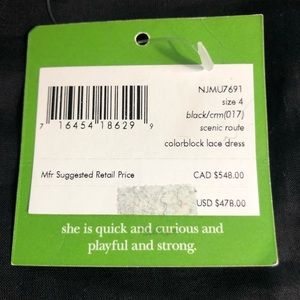 NJMU7691
size 4
black/crm(017)
scenic route
colorblock lace dress
7 16454 18629 9
Mfr Suggested Retail Price CAD $548.00
USD $478.00
she is quick and curious and
playful and strong.